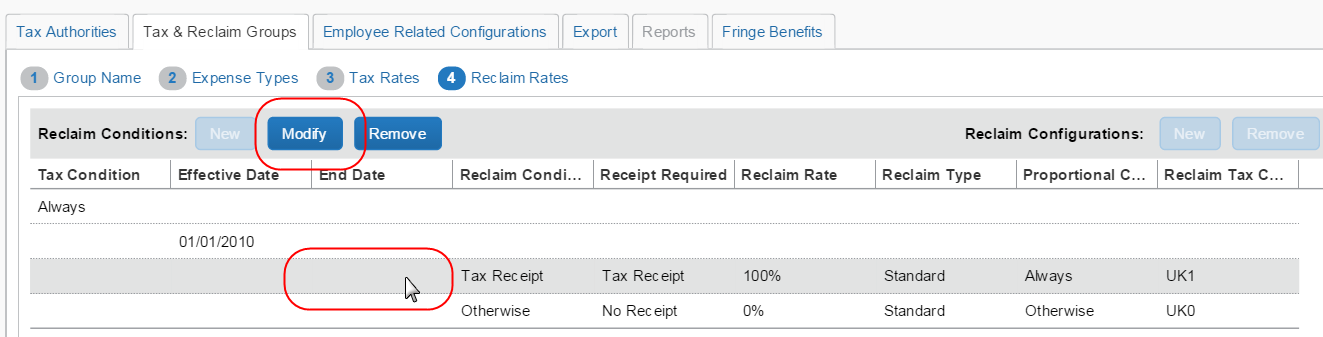 Tax Authorities Tax & Reclaim Groups Employee Related Configurations Export Reports Fringe Benefits
1 Group Name 2 Expense Types 3 Tax Rates 4 Reclaim Rates
Reclaim Conditions: New Modify Remove Reclaim Configurations: New Remove
Tax Condition Effective Date End Date Reclaim Condi... Receipt Required Reclaim Rate Reclaim Type Proportional C... Reclaim Tax C...
Always
01/01/2010
Tax Receipt Tax Receipt 100% Standard Always UK1
Otherwise No Receipt 0% Standard Otherwise UK0